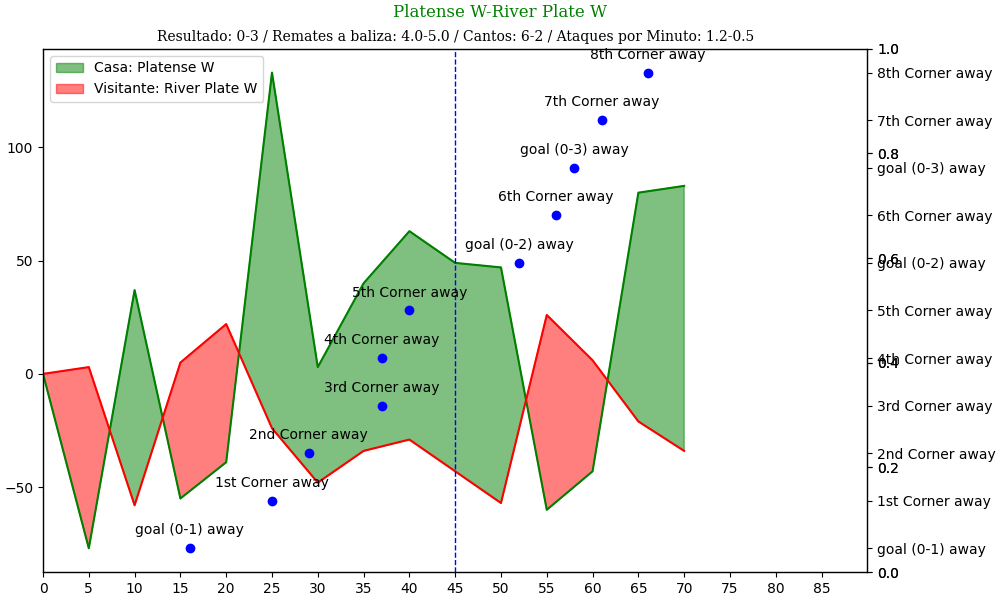 Platense W-River Plate W
Resultado: 0-3 / Remates a baliza: 4.0-5.0 / Cantos: 6-2 / Ataques por Minuto: 1.2-0.5
Casa: Platense W
Visitante: River Plate W
8th Corner away
7th Corner away
goal (0-3) away
6th Corner away
goal (0-2) away
5th Corner away
4th Corner away
3rd Corner away
2nd Corner away
1st Corner away
goal (0-1) away
100
50
0
−50
0 5 10 15 20 25 30 35 40 45 50 55 60 65 70 75 80 85
1.0
8th Corner away
7th Corner away
0.8
goal (0-3) away
6th Corner away
0.6
goal (0-2) away
5th Corner away
4th Corner away
0.4
3rd Corner away
2nd Corner away
0.2
1st Corner away
goal (0-1) away
0.0